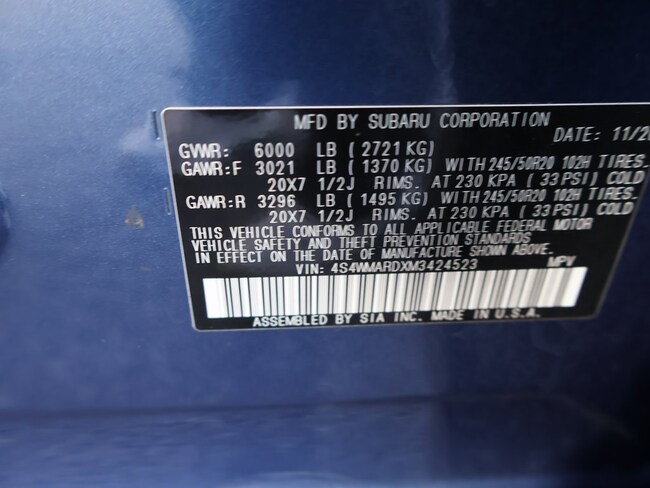 MFD BY SUBARU CORPORATION
DATE: 11/20
GVWR: 6000 LB ( 2721 KG)
GAWR:F 3021 LB ( 1370 KG) WITH 245/50R20 102H TIRES.
20X7 1/2J RIMS. AT 230 KPA ( 33 PSI) COLD
GAWR:R 3296 LB ( 1495 KG) WITH 245/50R20 102H TIRES.
20X7 1/2J RIMS. AT 230 KPA ( 33 PSI) COLD
THIS VEHICLE CONFORMS TO ALL APPLICABLE FEDERAL MOTOR
VEHICLE SAFETY AND THEFT PREVENTION STANDARDS
IN EFFECT ON THE DATE OF MANUFACTURE SHOWN ABOVE.
VIN: 4S4WMARDXM3424523 MPV
ASSEMBLED BY SIA INC. MADE IN U.S.A.